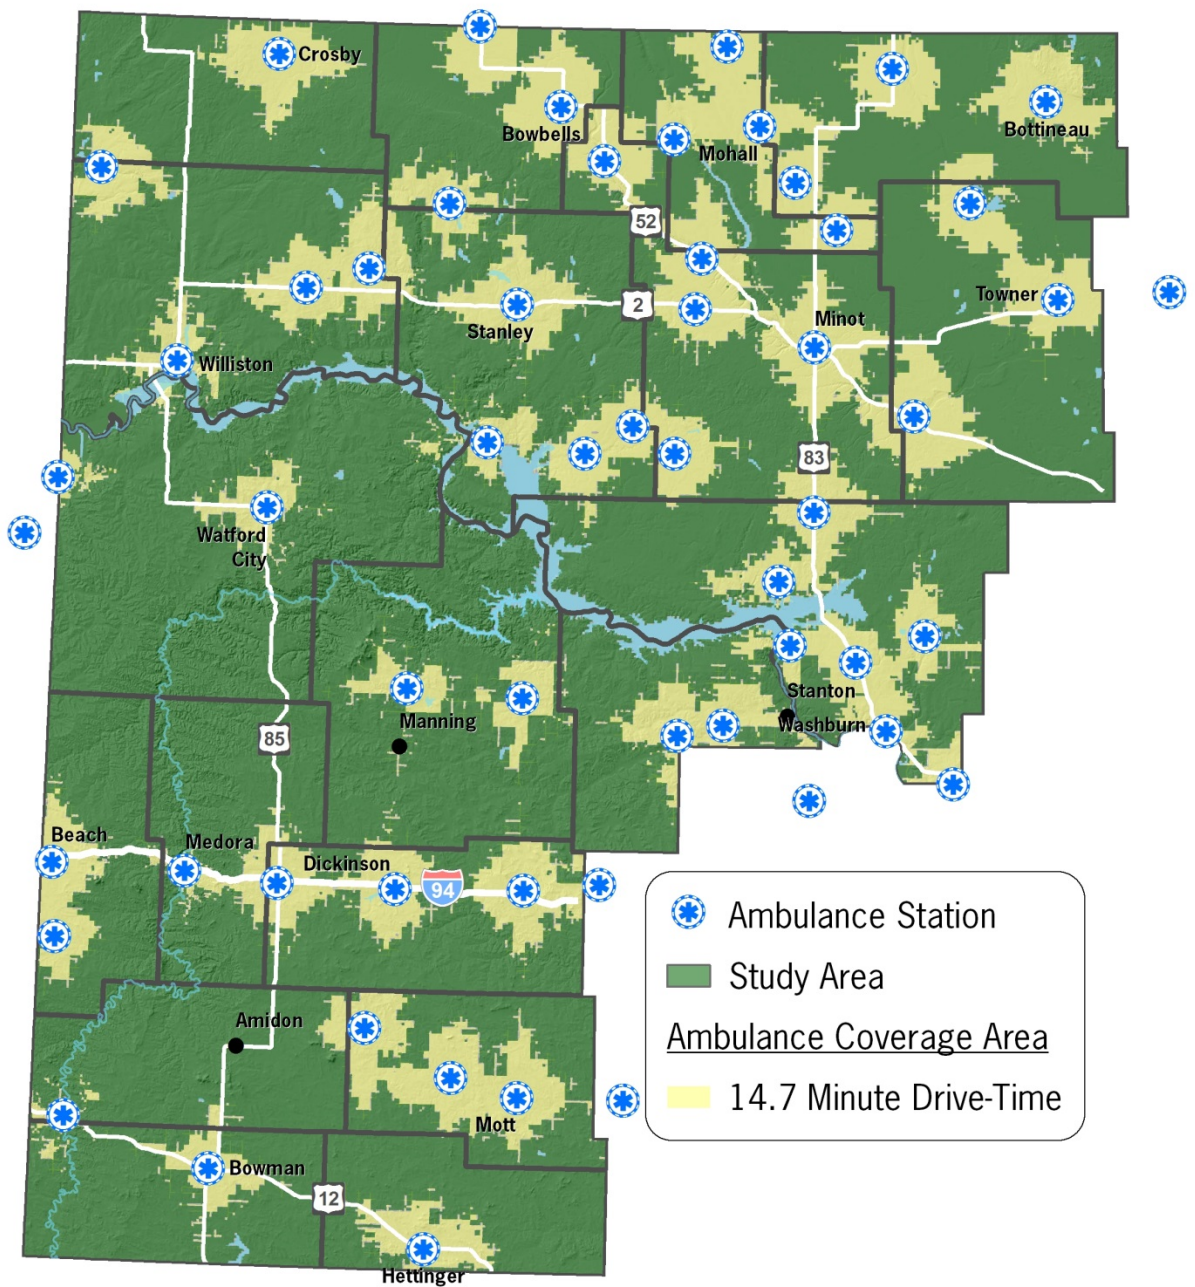 Crosby
Bowbells
Mohall
Bottineau
52
2
Stanley
Minot
Towner
Williston
83
Watford
City
Stanton
Washburn
Manning
85
Beach
Medora
Dickinson
94
Amidon
Mott
Bowman
12
Hettinger
Ambulance Station
Study Area
Ambulance Coverage Area
14.7 Minute Drive-Time